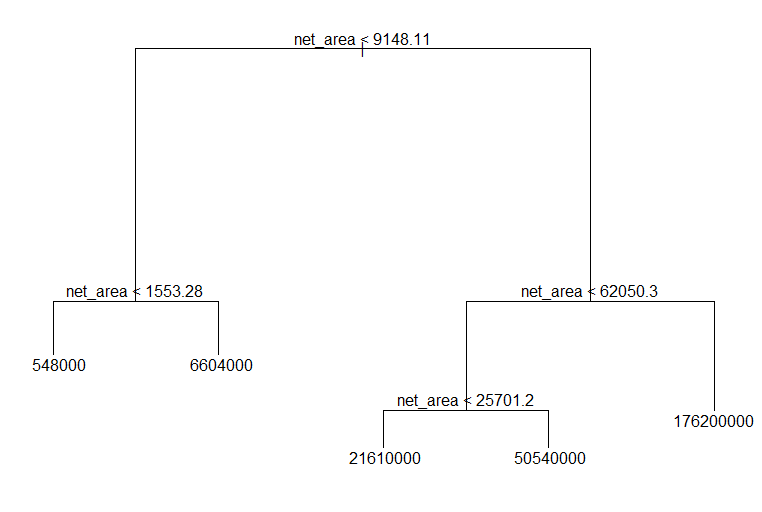 net_area < 9148.11
net_area < 1553.28
net_area < 62050.3
548000
6604000
net_area < 25701.2
176200000
21610000
50540000